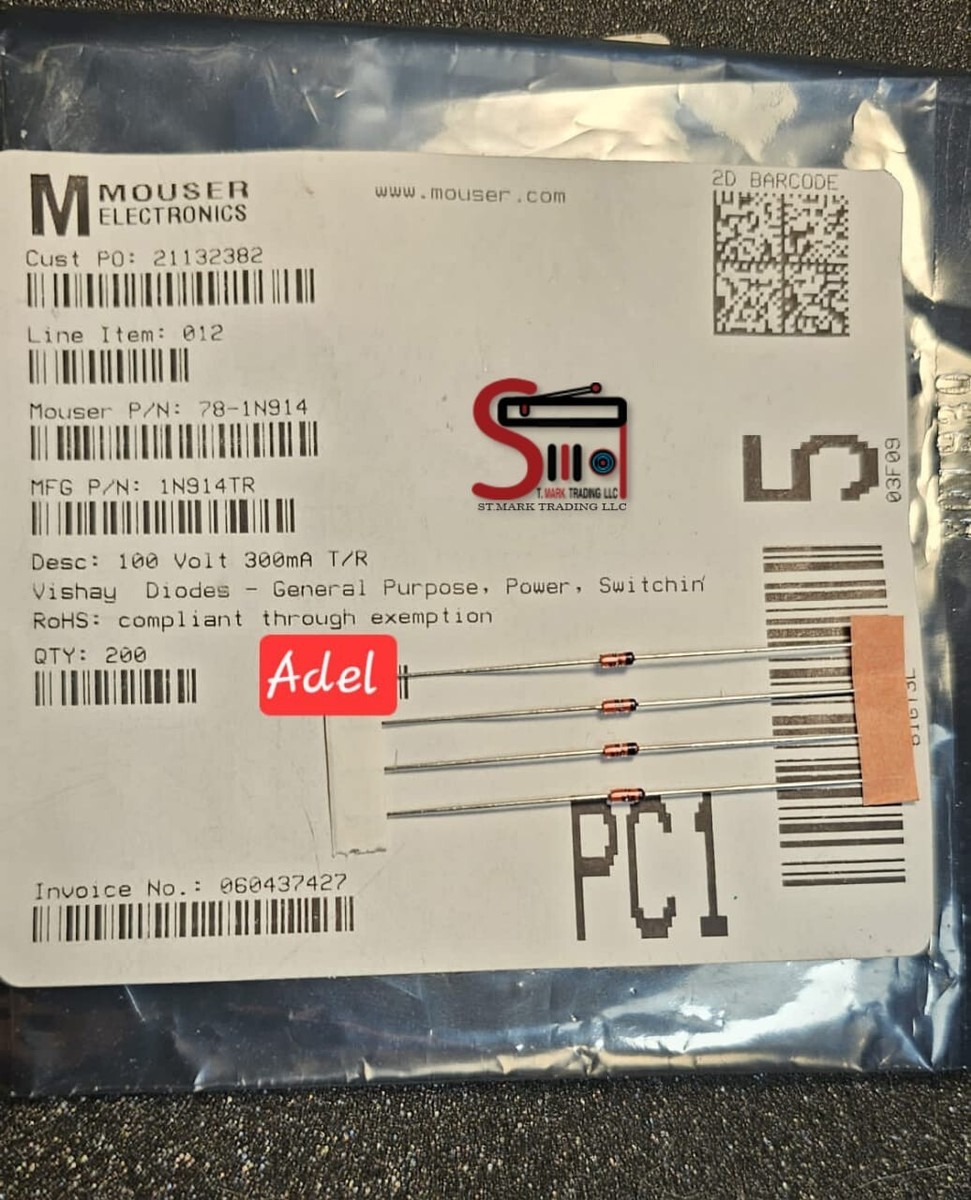 MOUSER
ELECTRONICS
www.mouser.com
2D BARCODE
Cust PO: 21132382
Line Item: 012
Mouser P/N: 78-1N914
MFG P/N: 1N914TR
T.MARK TRADING LLC
ST.MARK TRADING LLC
5
03F09
Desc: 100 Volt 300mA T/R
Vishay Diodes - General Purpose, Power, Switchin
RoHS: compliant through exemption
QTY: 200
Adel
PC1
Invoice No.: 060437427